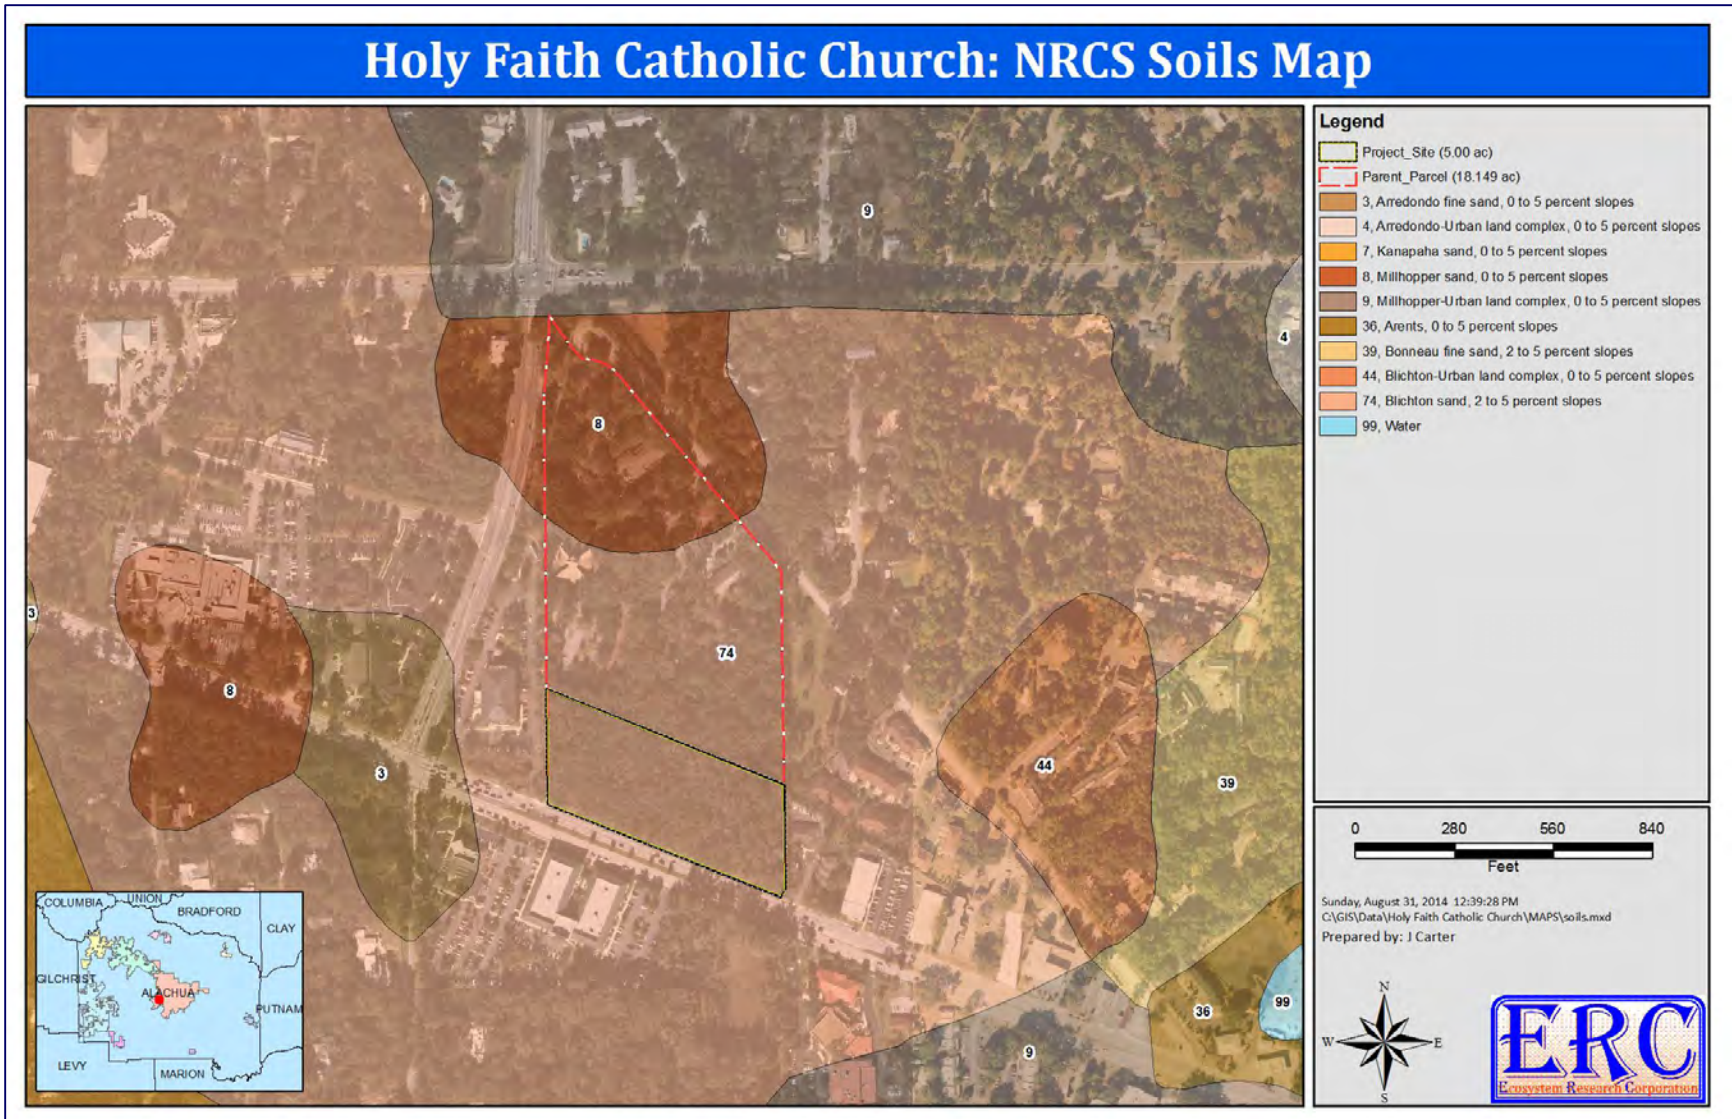 Holy Faith Catholic Church: NRCS Soils Map
Legend
Project_Site (5.00 ac)
Parent_Parcel (18.149 ac)
3, Arredondo fine sand, 0 to 5 percent slopes
4, Arredondo-Urban land complex, 0 to 5 percent slopes
7, Kanapaha sand, 0 to 5 percent slopes
8, Millhopper sand, 0 to 5 percent slopes
9, Millhopper-Urban land complex, 0 to 5 percent slopes
36, Arents, 0 to 5 percent slopes
39, Bonneau fine sand, 2 to 5 percent slopes
44, Blichton-Urban land complex, 0 to 5 percent slopes
74, Blichton sand, 2 to 5 percent slopes
99, Water
9
4
8
3
74
8
3
44
39
36
99
9
COLUMBIA
UNION
BRADFORD
CLAY
GILCHRIST
ALACHUA
PUTNAM
LEVY
MARION
0 280 560 840
Feet
Sunday, August 31, 2014 12:39:28 PM
C:\GIS\Data\Holy Faith Catholic Church\MAPS\soils.mxd
Prepared by: J Carter
N
W E
S
ERC
Ecosystem Research Corporation